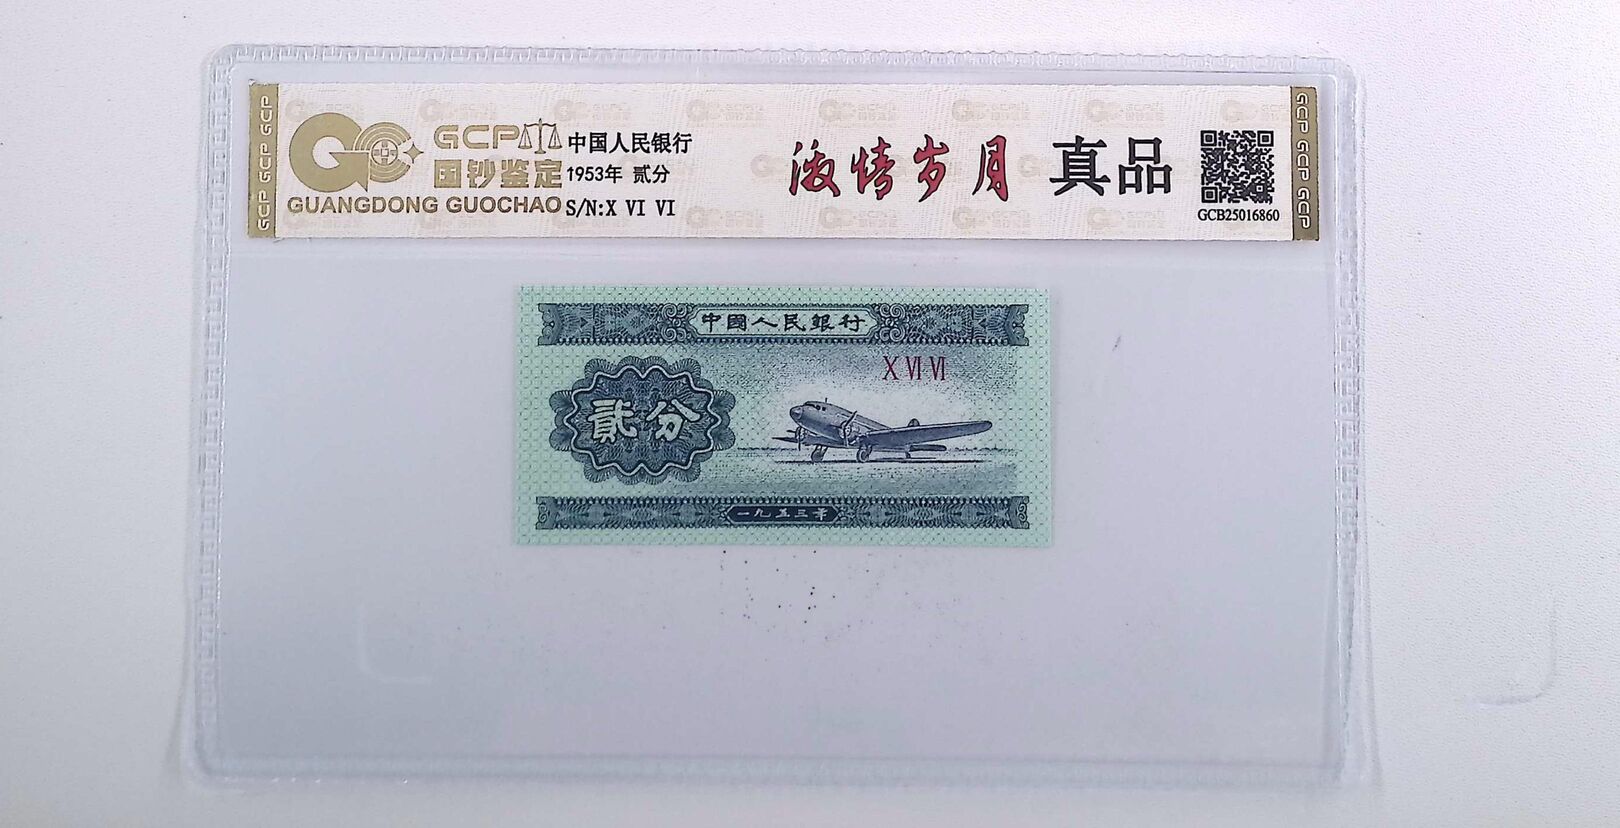 GCP GCP GCP
GCP
国钞鉴定
GUANGDONG GUOCHAO
中国人民银行
1953年 贰分
S/N:X VI VI
激情岁月 真品
GCB25016860
GCP GCP GCP
中國人民銀行
X VI VI
貳分
一九五三年